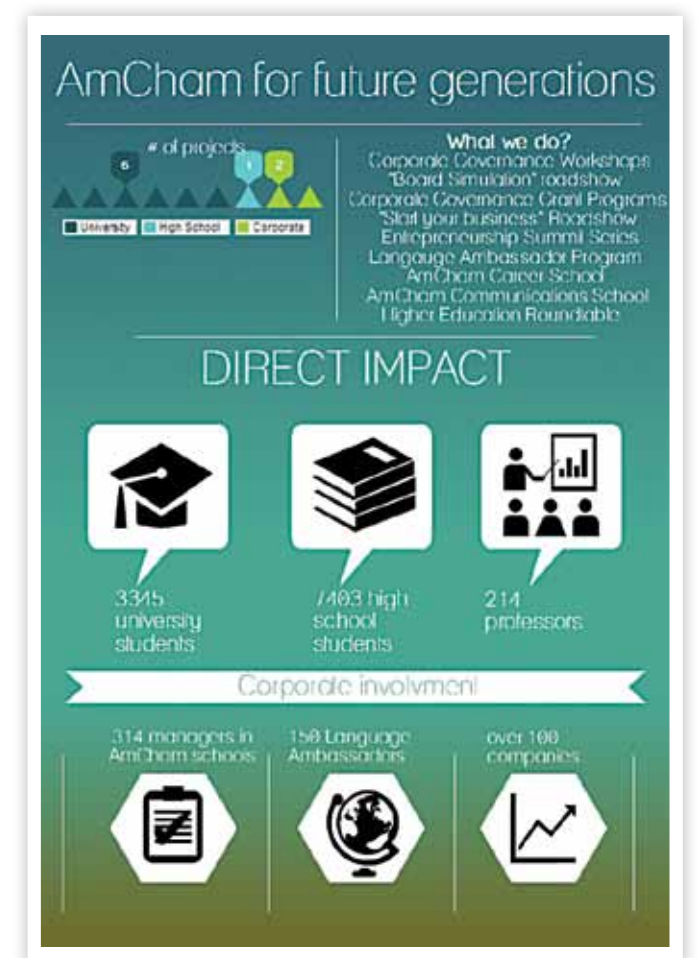 AmCham for future generations
# of projects
6
1
2
University
High School
Corporate
What we do?
Corporate Governance Workshops
"Board Simulation" roadshow
Corporate Governance Grant Programs
"Start your business" Roadshow
Entrepreneurship Summit Series
Langauge Ambassador Program
AmCham Career School
AmCham Communications School
Higher Education Roundtable
DIRECT IMPACT
3345
university
students
7403 high
school
students
214
professors
Corporate involvment
314 managers in
AmCham schools
150 Language
Ambassadors
over 100
companies